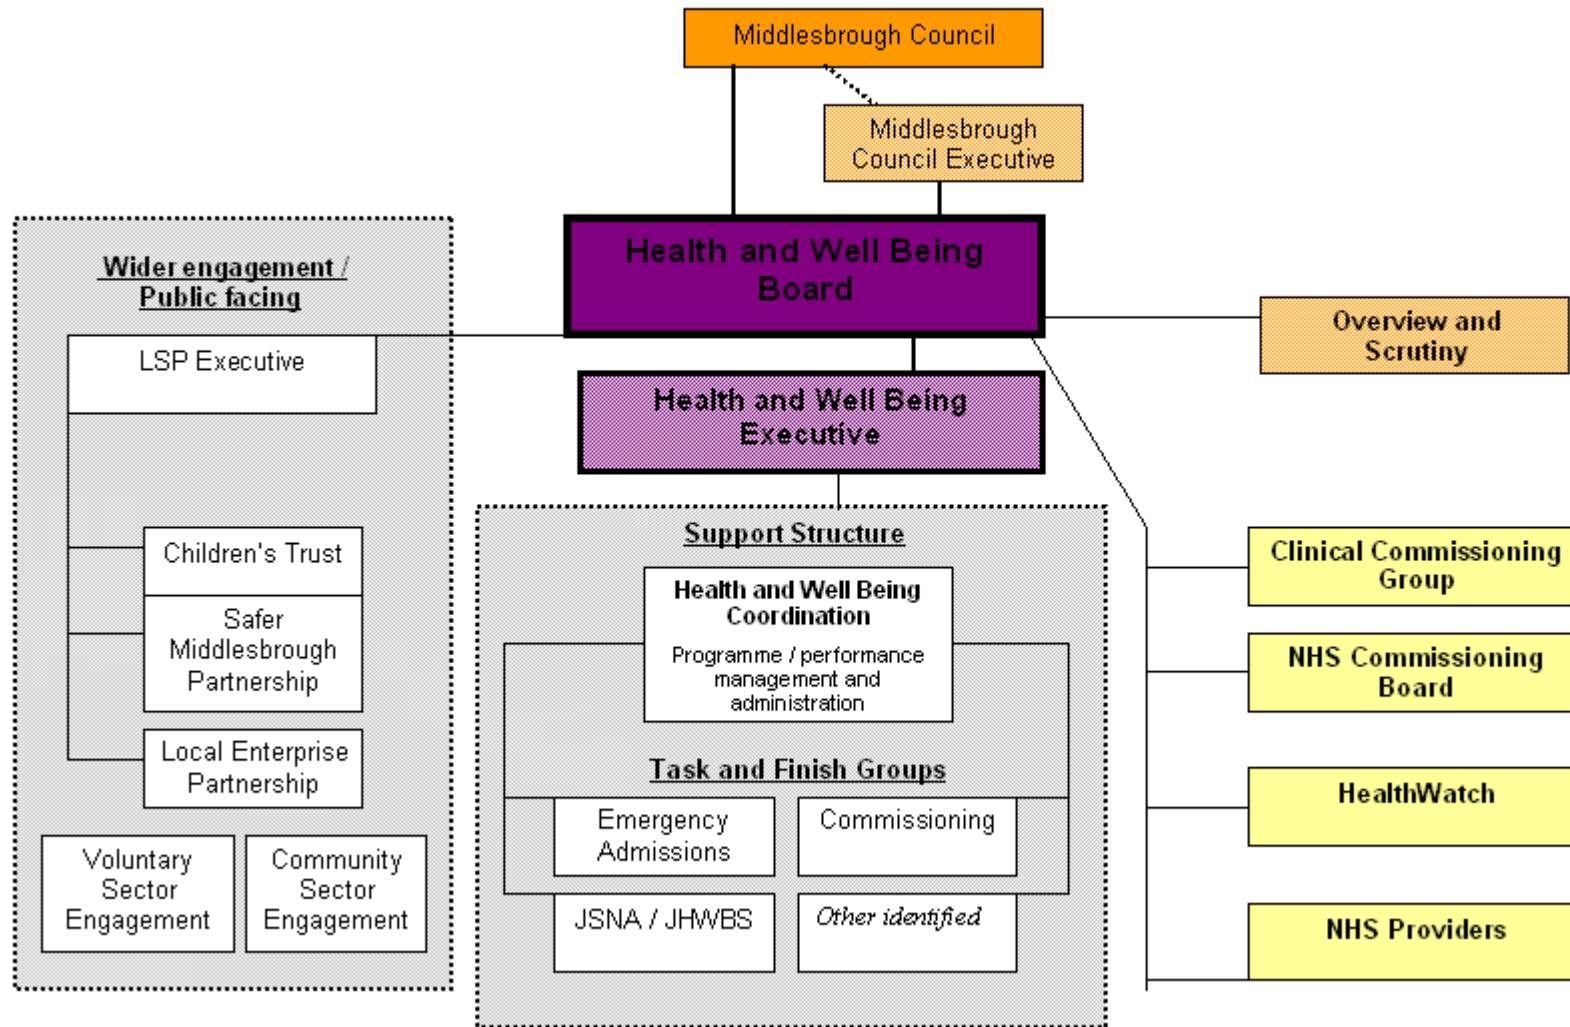 Middlesbrough Council
Middlesbrough
Council Executive
Health and Well Being
Board
Wider engagement /
Public facing
LSP Executive
Overview and
Scrutiny
Health and Well Being
Executive
Children's Trust
Safer
Middlesbrough
Partnership
Local Enterprise
Partnership
Voluntary
Sector
Engagement
Community
Sector
Engagement
Support Structure
Health and Well Being
Coordination
Programme / performance
management and
administration
Task and Finish Groups
Emergency
Admissions
Commissioning
JSNA / JHWBS
Other identified
Clinical Commissioning
Group
NHS Commissioning
Board
HealthWatch
NHS Providers